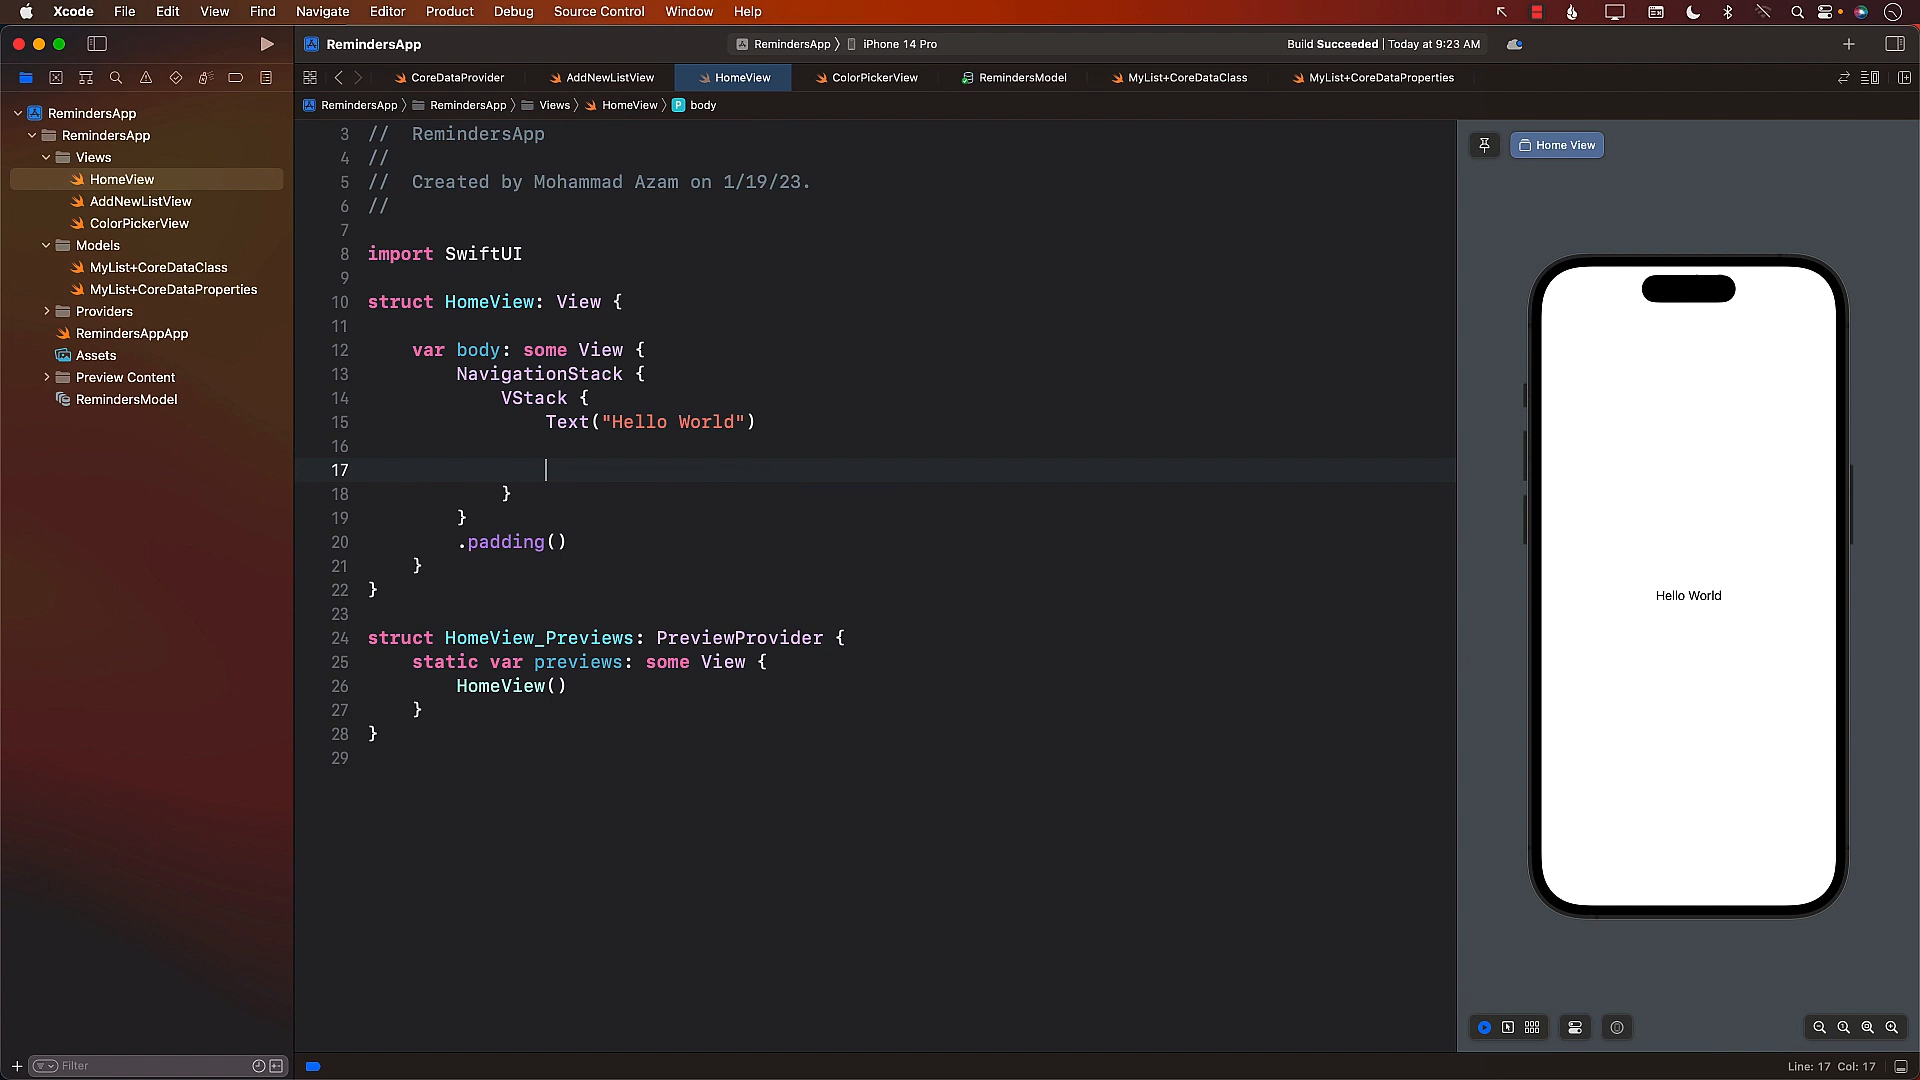 Xcode File Edit View Find Navigate Editor Product Debug Source Control Window Help
RemindersApp
RemindersApp iPhone 14 Pro
Build Succeeded | Today at 9:23 AM
CoreDataProvider AddNewListView HomeView ColorPickerView RemindersModel MyList+CoreDataClass MyList+CoreDataProperties
RemindersApp RemindersApp Views HomeView P body
RemindersApp
RemindersApp
Views
HomeView
AddNewListView
ColorPickerView
Models
MyList+CoreDataClass
MyList+CoreDataProperties
Providers
RemindersAppApp
Assets
Preview Content
RemindersModel
Filter
3 //  RemindersApp
4 //
5 //  Created by Mohammad Azam on 1/19/23.
6 //
7
8 import SwiftUI
9
10 struct HomeView: View {
11
12     var body: some View {
13         NavigationStack {
14             VStack {
15                 Text("Hello World")
16
17
18             }
19         }
20         .padding()
21     }
22 }
23
24 struct HomeView_Previews: PreviewProvider {
25     static var previews: some View {
26         HomeView()
27     }
28 }
29
Home View
Hello World
Line: 17 Col: 17